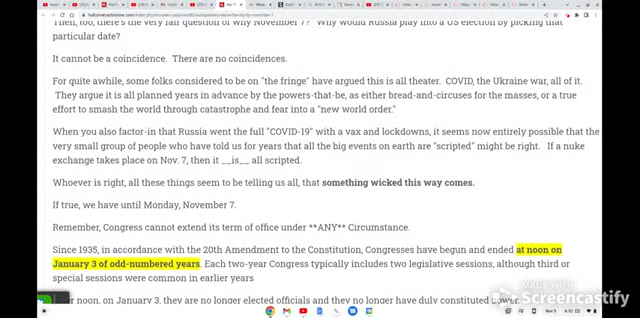 Then, too, there's the very fair question of why November 7? Why would Russia play into a US election by picking that
particular date?
It cannot be a coincidence. There are no coincidences.
For quite awhile, some folks considered to be on "the fringe" have argued this is all theater. COVID, the Ukraine war, all of it.
They argue it is all planned years in advance by the powers-that-be, as either bread-and-circuses for the masses, or a true
effort to smash the world through catastrophe and fear into a "new world order."
When you also factor-in that Russia went the full "COVID-19" with a vax and lockdowns, it seems now entirely possible that the
very small group of people who have told us for years that all the big events on earth are "scripted" might be right. If a nuke
exchange takes place on Nov. 7, then it __is__ all scripted.
Whoever is right, all these things seem to be telling us all, that something wicked this way comes.
If true, we have until Monday, November 7.
Remember, Congress cannot extend its term of office under **ANY** Circumstance.
Since 1935, in accordance with the 20th Amendment to the Constitution, Congresses have begun and ended at noon on
January 3 of odd-numbered years. Each two-year Congress typically includes two legislative sessions, although third or
special sessions were common in earlier years
noon, on January 3, they are no longer elected officials and they no longer have duly constituted power.
MADE WITH
Screencastify
Nov 5